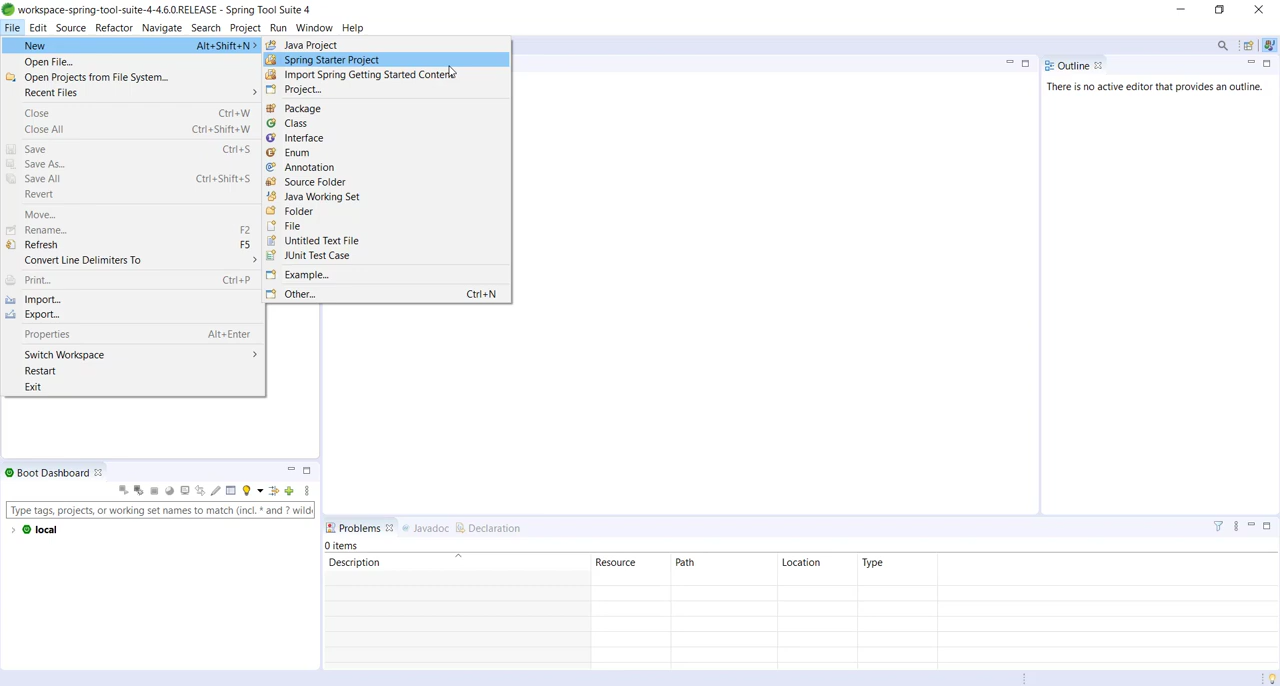 workspace-spring-tool-suite-4-4.6.0.RELEASE - Spring Tool Suite 4
File Edit Source Refactor Navigate Search Project Run Window Help
New Alt+Shift+N
Open File...
Open Projects from File System...
Recent Files
Close Ctrl+W
Close All Ctrl+Shift+W
Save Ctrl+S
Save As...
Save All Ctrl+Shift+S
Revert
Move...
Rename... F2
Refresh F5
Convert Line Delimiters To
Print... Ctrl+P
Import...
Export...
Properties Alt+Enter
Switch Workspace
Restart
Exit
Java Project
Spring Starter Project
Import Spring Getting Started Content
Project...
Package
Class
Interface
Enum
Annotation
Source Folder
Java Working Set
Folder
File
Untitled Text File
JUnit Test Case
Example...
Other... Ctrl+N
Outline
There is no active editor that provides an outline.
Boot Dashboard
Type tags, projects, or working set names to match (incl. * and ? wild
local
Problems Javadoc Declaration
0 items
Description Resource Path Location Type